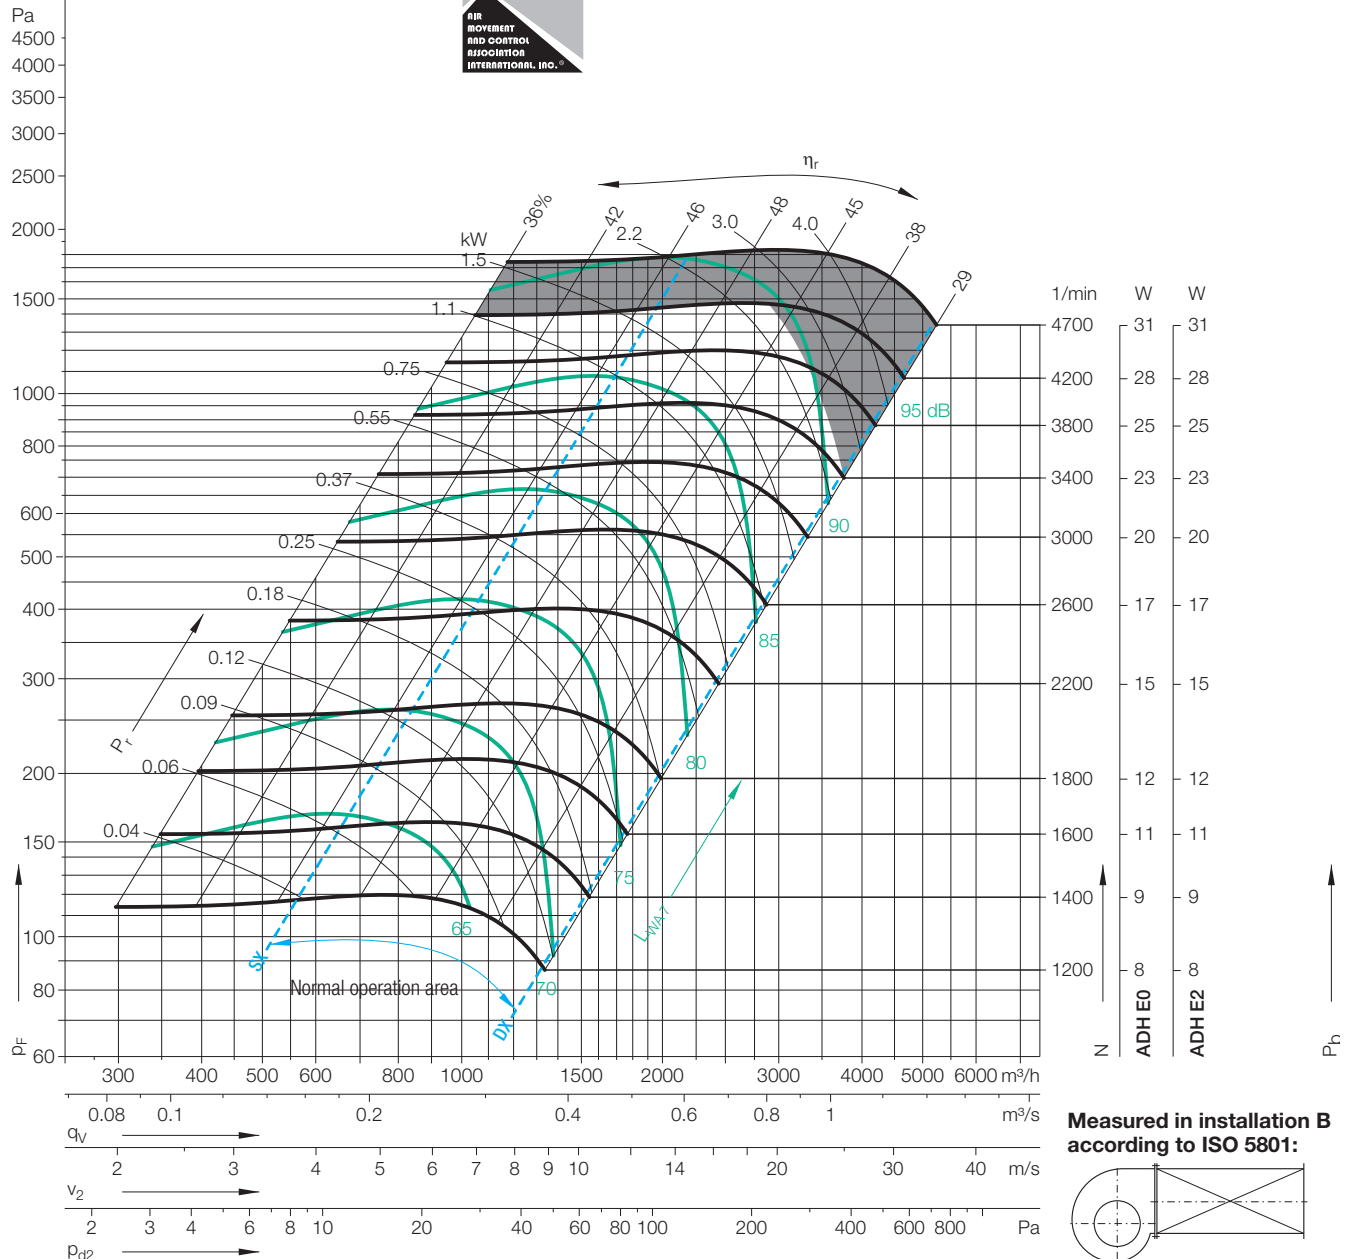 AIR
MOVEMENT
AND CONTROL
ASSOCIATION
INTERNATIONAL, INC.®
Pa
4500
4000
3500
3000
2500
2000
1500
1000
800
600
500
400
300
200
150
100
80
60
pF
ηr
36%
42
46
48
45
38
29
kW
1.5
2.2
3.0
4.0
1.1
0.75
0.55
0.37
0.25
0.18
0.12
0.09
0.06
0.04
Pr
95 dB
90
85
80
75
70
65
LWA7
SX
DX
Normal operation area
1/min W W
4700 31 31
4200 28 28
3800 25 25
3400 23 23
3000 20 20
2600 17 17
2200 15 15
1800 12 12
1600 11 11
1400 9 9
1200 8 8
N
ADH E0
ADH E2
Pb
300 400 500 600 800 1000 1500 2000 3000 4000 5000 6000 m³/h
0.08 0.1 0.2 0.4 0.6 0.8 1 m³/s
qV
2 3 4 5 6 7 8 9 10 14 20 30 40 m/s
v2
2 3 4 6 8 10 20 40 60 80 100 200 400 600 800 Pa
pd2
Measured in installation B
according to ISO 5801: